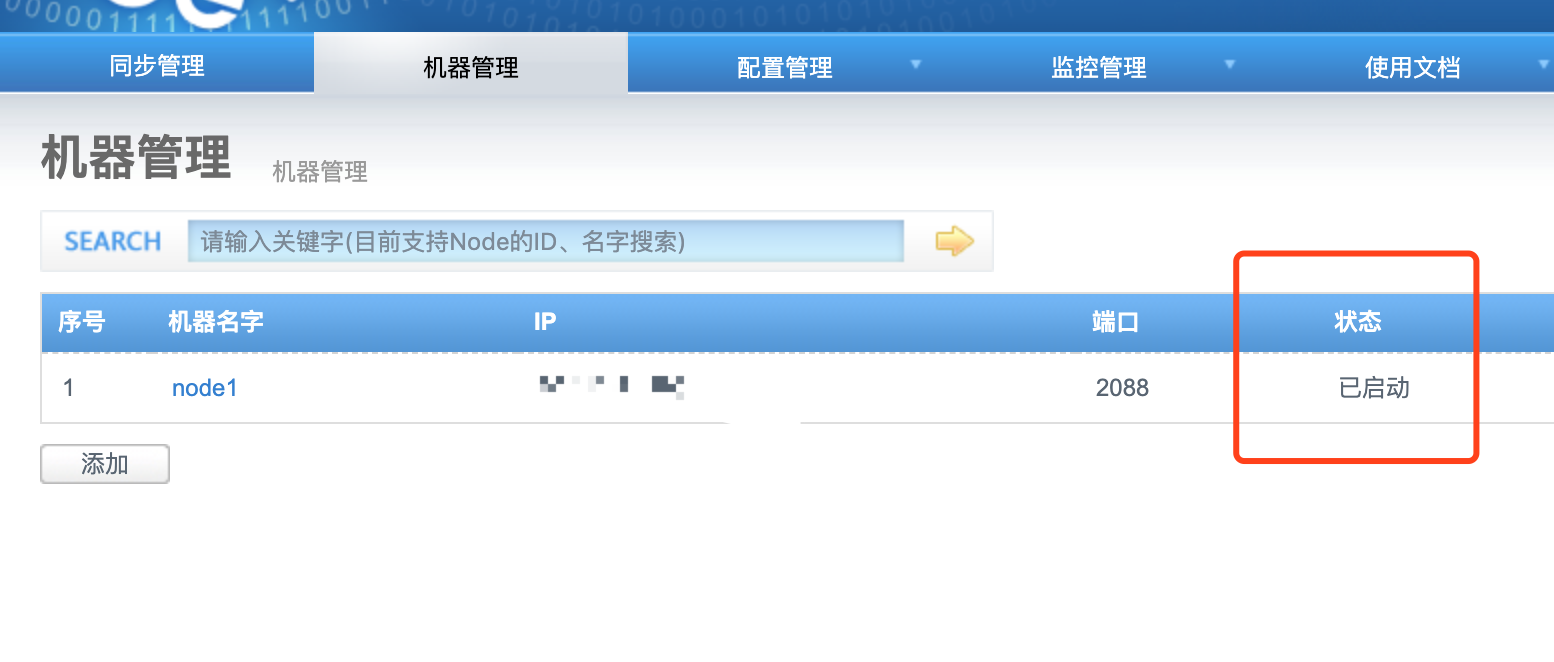 同步管理 机器管理 配置管理 监控管理 使用文档
机器管理 机器管理
SEARCH 请输入关键字(目前支持Node的ID、名字搜索)
序号 机器名字 IP 端口 状态
1 node1 2088 已启动
添加